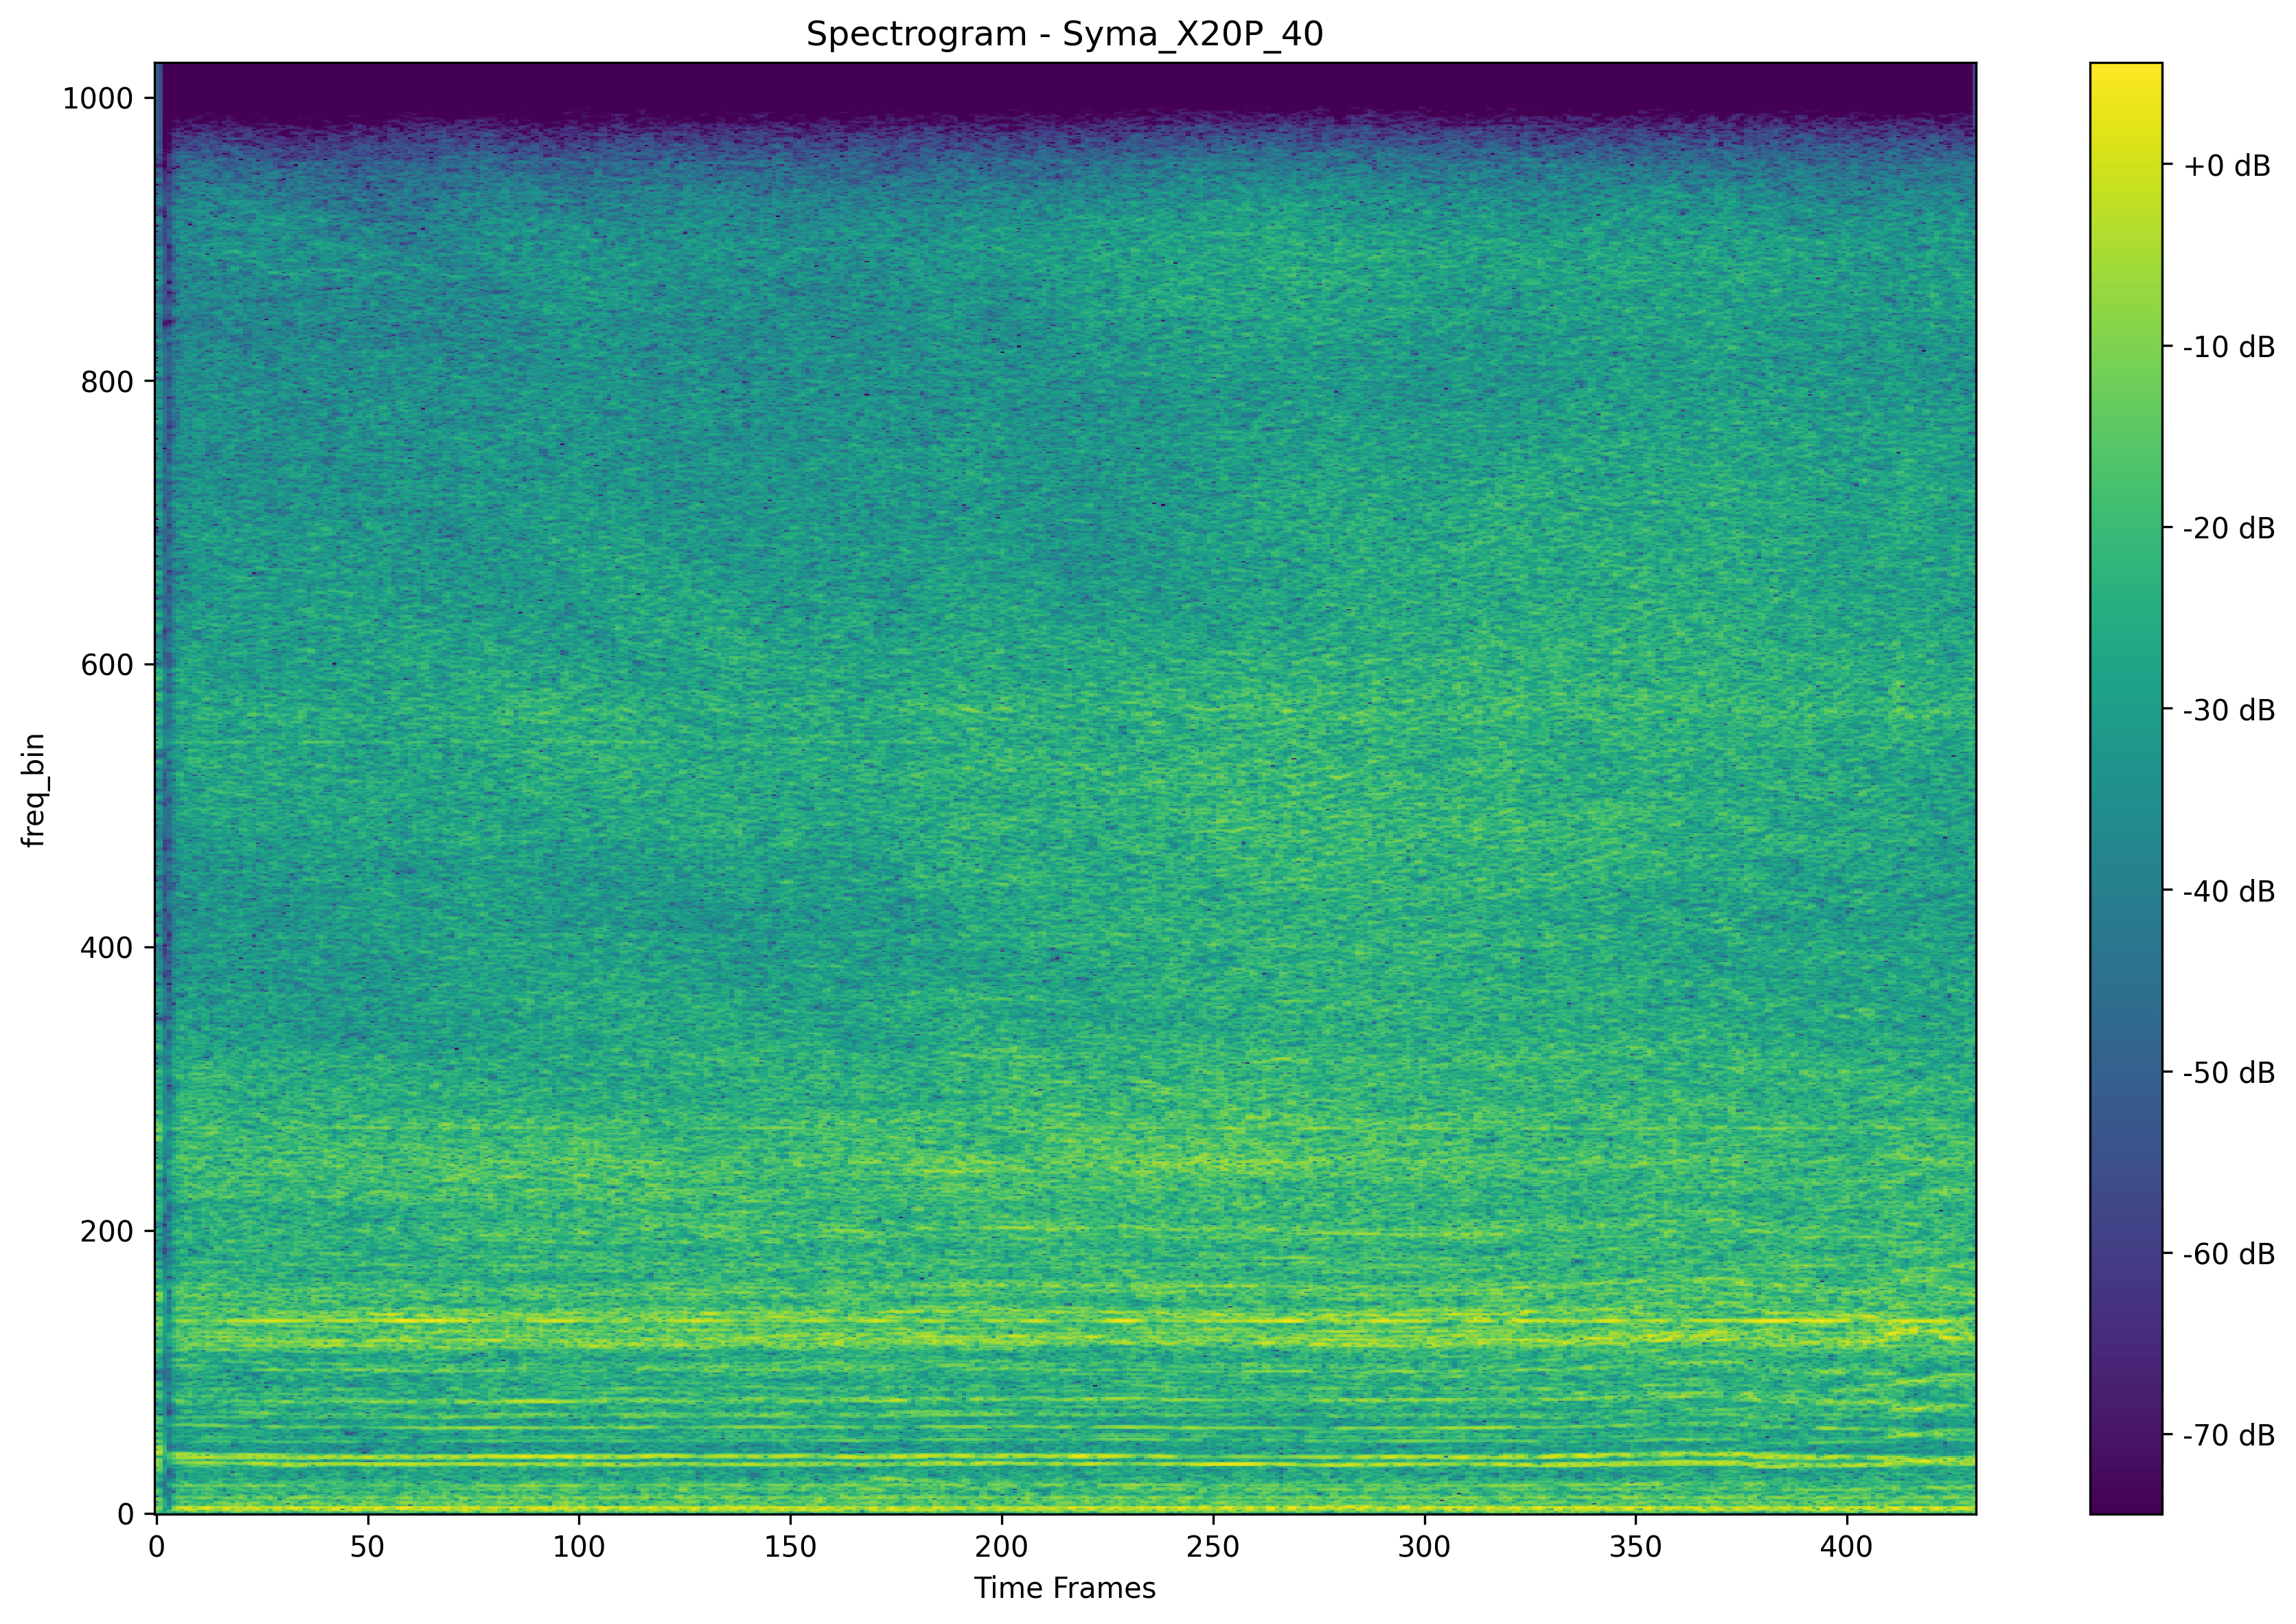 Spectrogram - Syma_X20P_40
1000
800
600
400
200
0
freq_bin
0 50 100 150 200 250 300 350 400
Time Frames
+0 dB
-10 dB
-20 dB
-30 dB
-40 dB
-50 dB
-60 dB
-70 dB